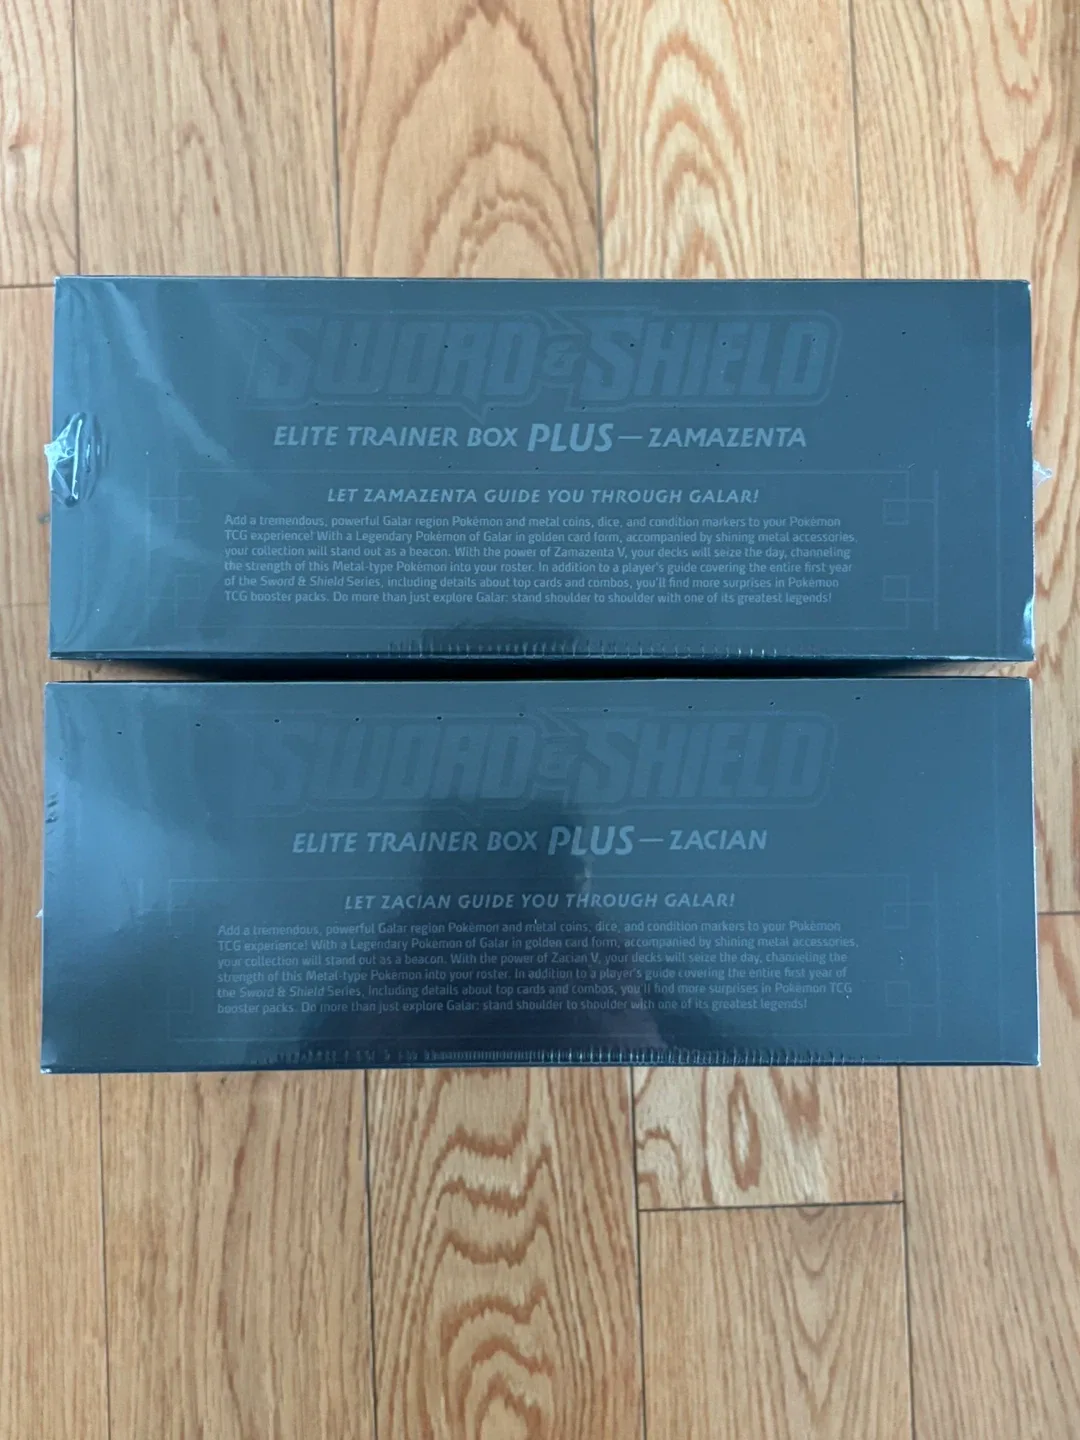 SWORD & SHIELD
ELITE TRAINER BOX PLUS — ZAMAZENTA
LET ZAMAZENTA GUIDE YOU THROUGH GALAR!
Add a tremendous, powerful Galar region Pokémon and metal coins, dice, and condition markers to your Pokémon
TCG experience! With a Legendary Pokémon of Galar in golden card form, accompanied by shining metal accessories,
your collection will stand out as a beacon. With the power of Zamazenta V, your decks will seize the day, channeling
the strength of this Metal-type Pokémon into your roster. In addition to a player's guide covering the entire first year
of the Sword & Shield Series, including details about top cards and combos, you'll find more surprises in Pokémon
TCG booster packs. Do more than just explore Galar: stand shoulder to shoulder with one of its greatest legends!
SWORD & SHIELD
ELITE TRAINER BOX PLUS — ZACIAN
LET ZACIAN GUIDE YOU THROUGH GALAR!
Add a tremendous, powerful Galar region Pokémon and metal coins, dice, and condition markers to your Pokémon
TCG experience! With a Legendary Pokémon of Galar in golden card form, accompanied by shining metal accessories,
your collection will stand out as a beacon. With the power of Zacian V, your decks will seize the day, channeling the
strength of this Metal-type Pokémon into your roster. In addition to a player's guide covering the entire first year of
the Sword & Shield Series, including details about top cards and combos, you'll find more surprises in Pokémon TCG
booster packs. Do more than just explore Galar: stand shoulder to shoulder with one of its greatest legends!